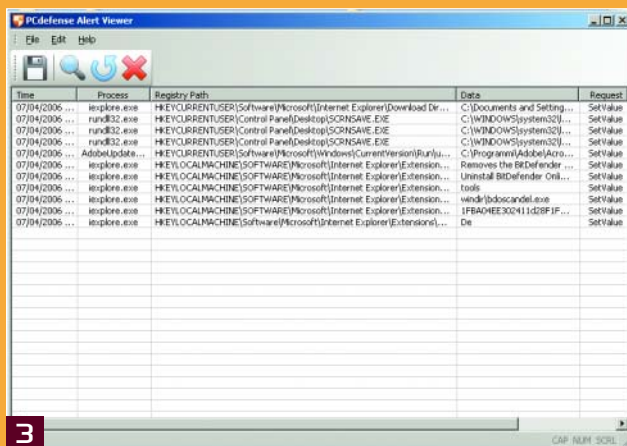 PCdefense Alert Viewer
File Edit Help
Time Process Registry Path Data Request
07/04/2006 ... iexplore.exe HKEYCURRENTUSER\Software\Microsoft\Internet Explorer\Download Dir... C:\Documents and Setting... SetValue
07/04/2006 ... rundll32.exe HKEYCURRENTUSER\Control Panel\Desktop\SCRNSAVE.EXE C:\WINDOWS\system32\l... SetValue
07/04/2006 ... rundll32.exe HKEYCURRENTUSER\Control Panel\Desktop\SCRNSAVE.EXE C:\WINDOWS\system32\l... SetValue
07/04/2006 ... rundll32.exe HKEYCURRENTUSER\Control Panel\Desktop\SCRNSAVE.EXE C:\WINDOWS\system32\l... SetValue
07/04/2006 ... AdobeUpdate... HKEYCURRENTUSER\Software\Microsoft\Windows\CurrentVersion\Run\u... C:\Programmi\Adobe\Acro... SetValue
07/04/2006 ... iexplore.exe HKEYLOCALMACHINE\SOFTWARE\Microsoft\Internet Explorer\Extension... Removes the BitDefender ... SetValue
07/04/2006 ... iexplore.exe HKEYLOCALMACHINE\SOFTWARE\Microsoft\Internet Explorer\Extension... Uninstall BitDefender Onli... SetValue
07/04/2006 ... iexplore.exe HKEYLOCALMACHINE\SOFTWARE\Microsoft\Internet Explorer\Extension... tools SetValue
07/04/2006 ... iexplore.exe HKEYLOCALMACHINE\SOFTWARE\Microsoft\Internet Explorer\Extension... windir\bdoscandel.exe SetValue
07/04/2006 ... iexplore.exe HKEYLOCALMACHINE\SOFTWARE\Microsoft\Internet Explorer\Extension... 1FBA04EE302411d28F1F... SetValue
07/04/2006 ... iexplore.exe HKEYLOCALMACHINE\Software\Microsoft\Internet Explorer\Extensions\... De SetValue
3
CAP NUM SCRL